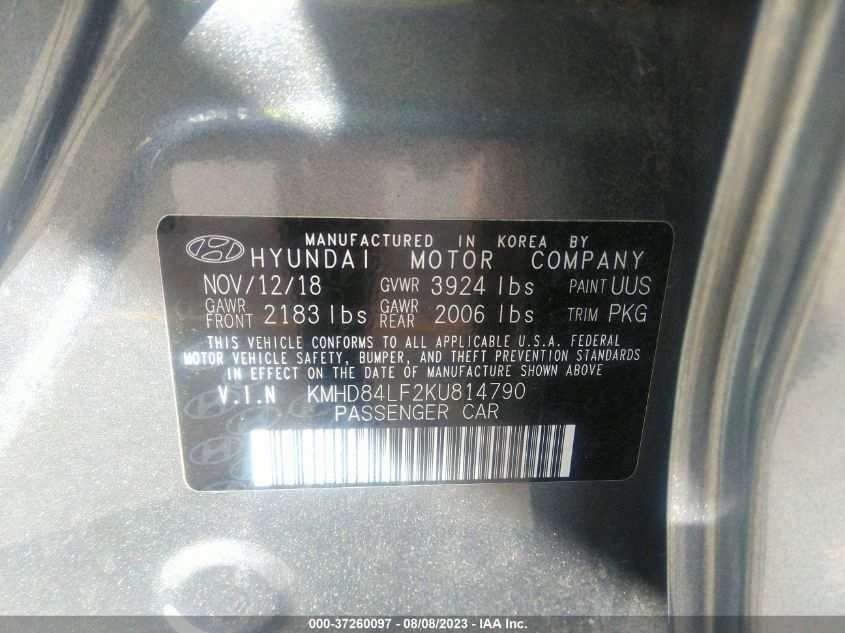 MANUFACTURED IN KOREA BY
HYUNDAI MOTOR COMPANY
NOV/12/18 GVWR 3924 lbs PAINT UUS
GAWR FRONT 2183 lbs GAWR REAR 2006 lbs TRIM PKG
THIS VEHICLE CONFORMS TO ALL APPLICABLE U.S.A. FEDERAL
MOTOR VEHICLE SAFETY, BUMPER, AND THEFT PREVENTION STANDARDS
IN EFFECT ON THE DATE OF MANUFACTURE SHOWN ABOVE
V.I.N KMHD84LF2KU814790
PASSENGER CAR
000-37260097 - 08/08/2023 - IAA Inc.